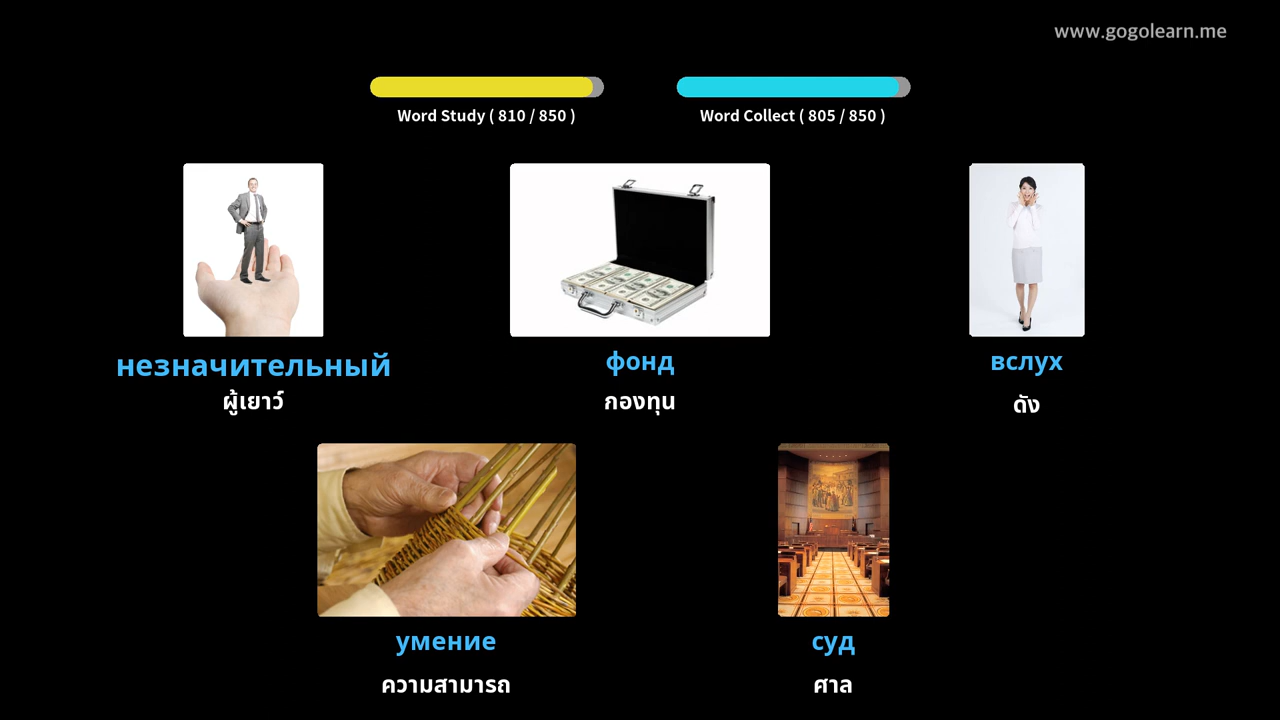 www.gogolearn.me
Word Study ( 810 / 850 )
Word Collect ( 805 / 850 )
незначительный
ผู้เยาว์
фонд
กองทุน
вслух
ดัง
умение
ความสามารถ
суд
ศาล